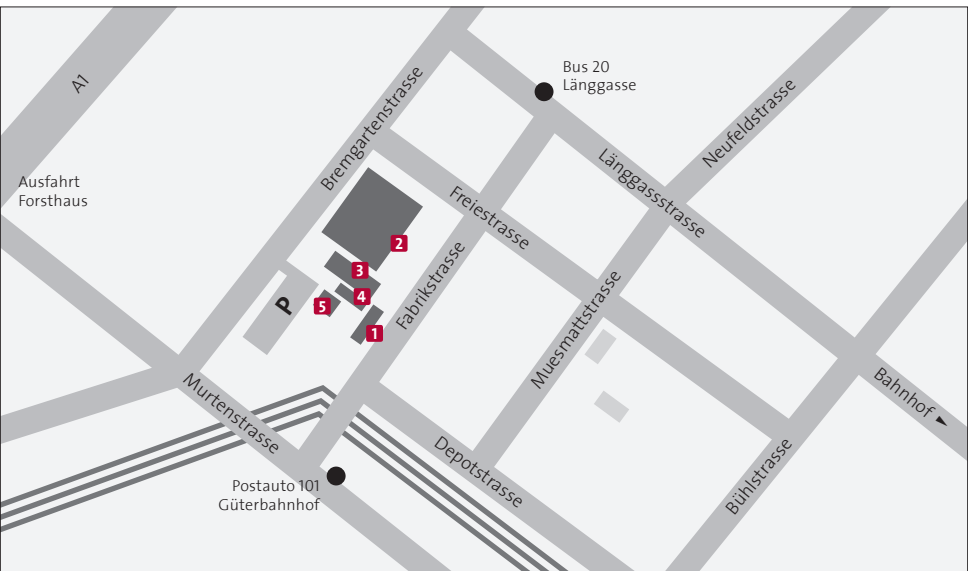 A1
Ausfahrt
Forsthaus
Bremgartenstrasse
Bus 20
Länggasse
Neufeldstrasse
Länggassstrasse
Freiestrasse
2
3
4
5
1
P
Fabrikstrasse
Muesmattstrasse
Murtenstrasse
Bahnhof ►
Depotstrasse
Bühlstrasse
Postauto 101
Güterbahnhof